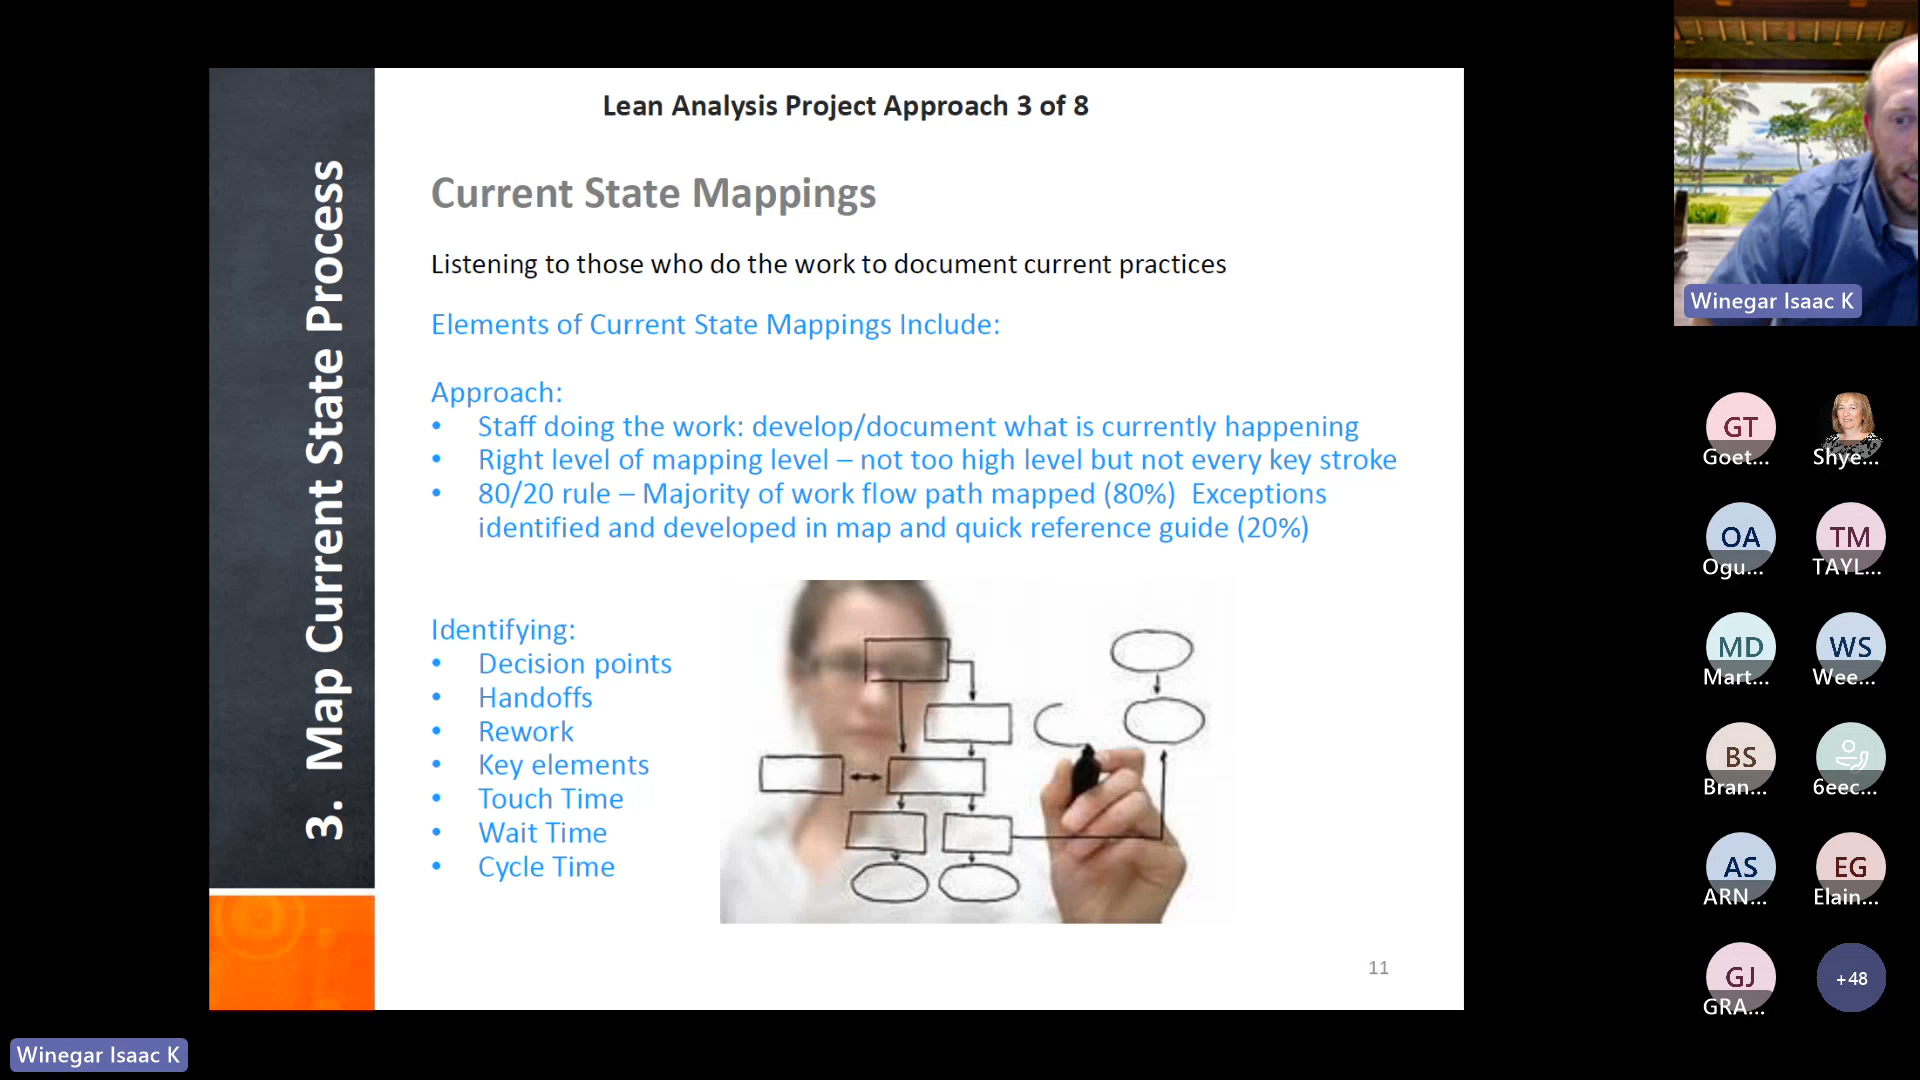 Lean Analysis Project Approach 3 of 8
3. Map Current State Process
Current State Mappings
Listening to those who do the work to document current practices
Elements of Current State Mappings Include:
Approach:
• Staff doing the work: develop/document what is currently happening
• Right level of mapping level – not too high level but not every key stroke
• 80/20 rule – Majority of work flow path mapped (80%) Exceptions
identified and developed in map and quick reference guide (20%)
Identifying:
• Decision points
• Handoffs
• Rework
• Key elements
• Touch Time
• Wait Time
• Cycle Time
11
Winegar Isaac K
Winegar Isaac K
GT
Goet...
Shye...
OA
Ogu...
TM
TAYL...
MD
Mart...
WS
Wee...
BS
Bran...
6eec...
AS
ARN...
EG
Elain...
GJ
GRA...
+48